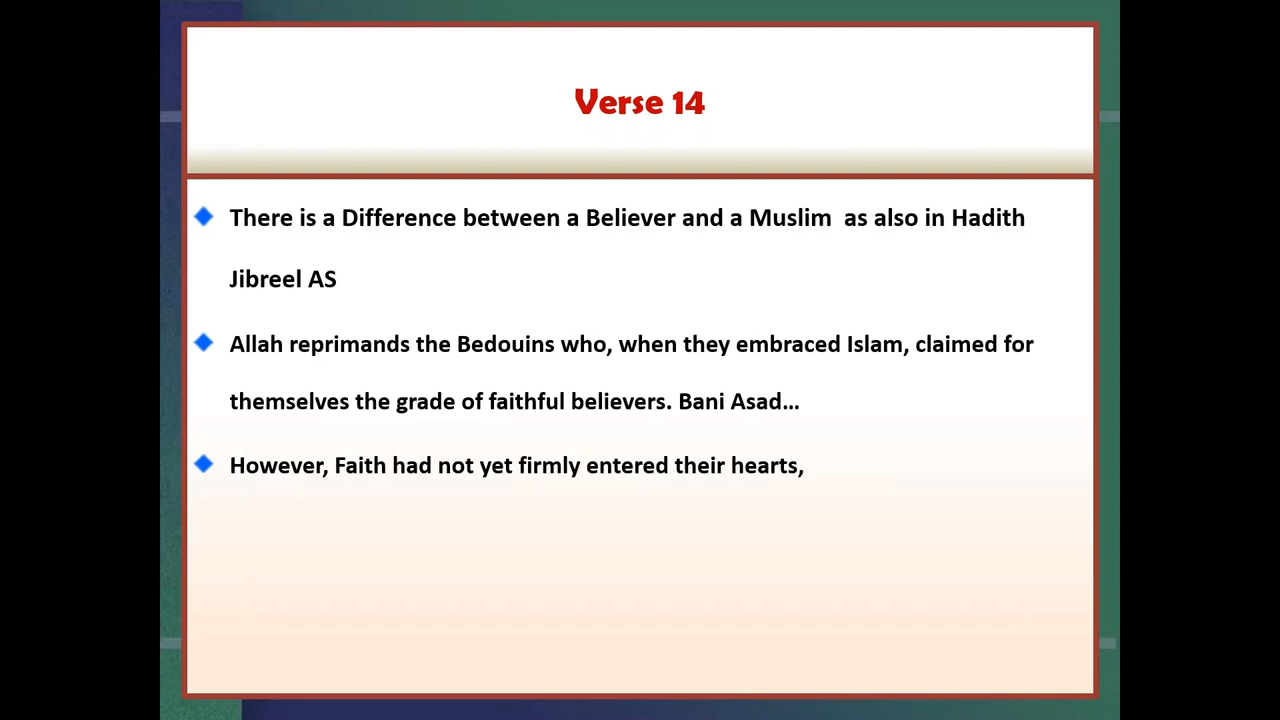 Verse 14
There is a Difference between a Believer and a Muslim  as also in Hadith
Jibreel AS
Allah reprimands the Bedouins who, when they embraced Islam, claimed for
themselves the grade of faithful believers. Bani Asad…
However, Faith had not yet firmly entered their hearts,